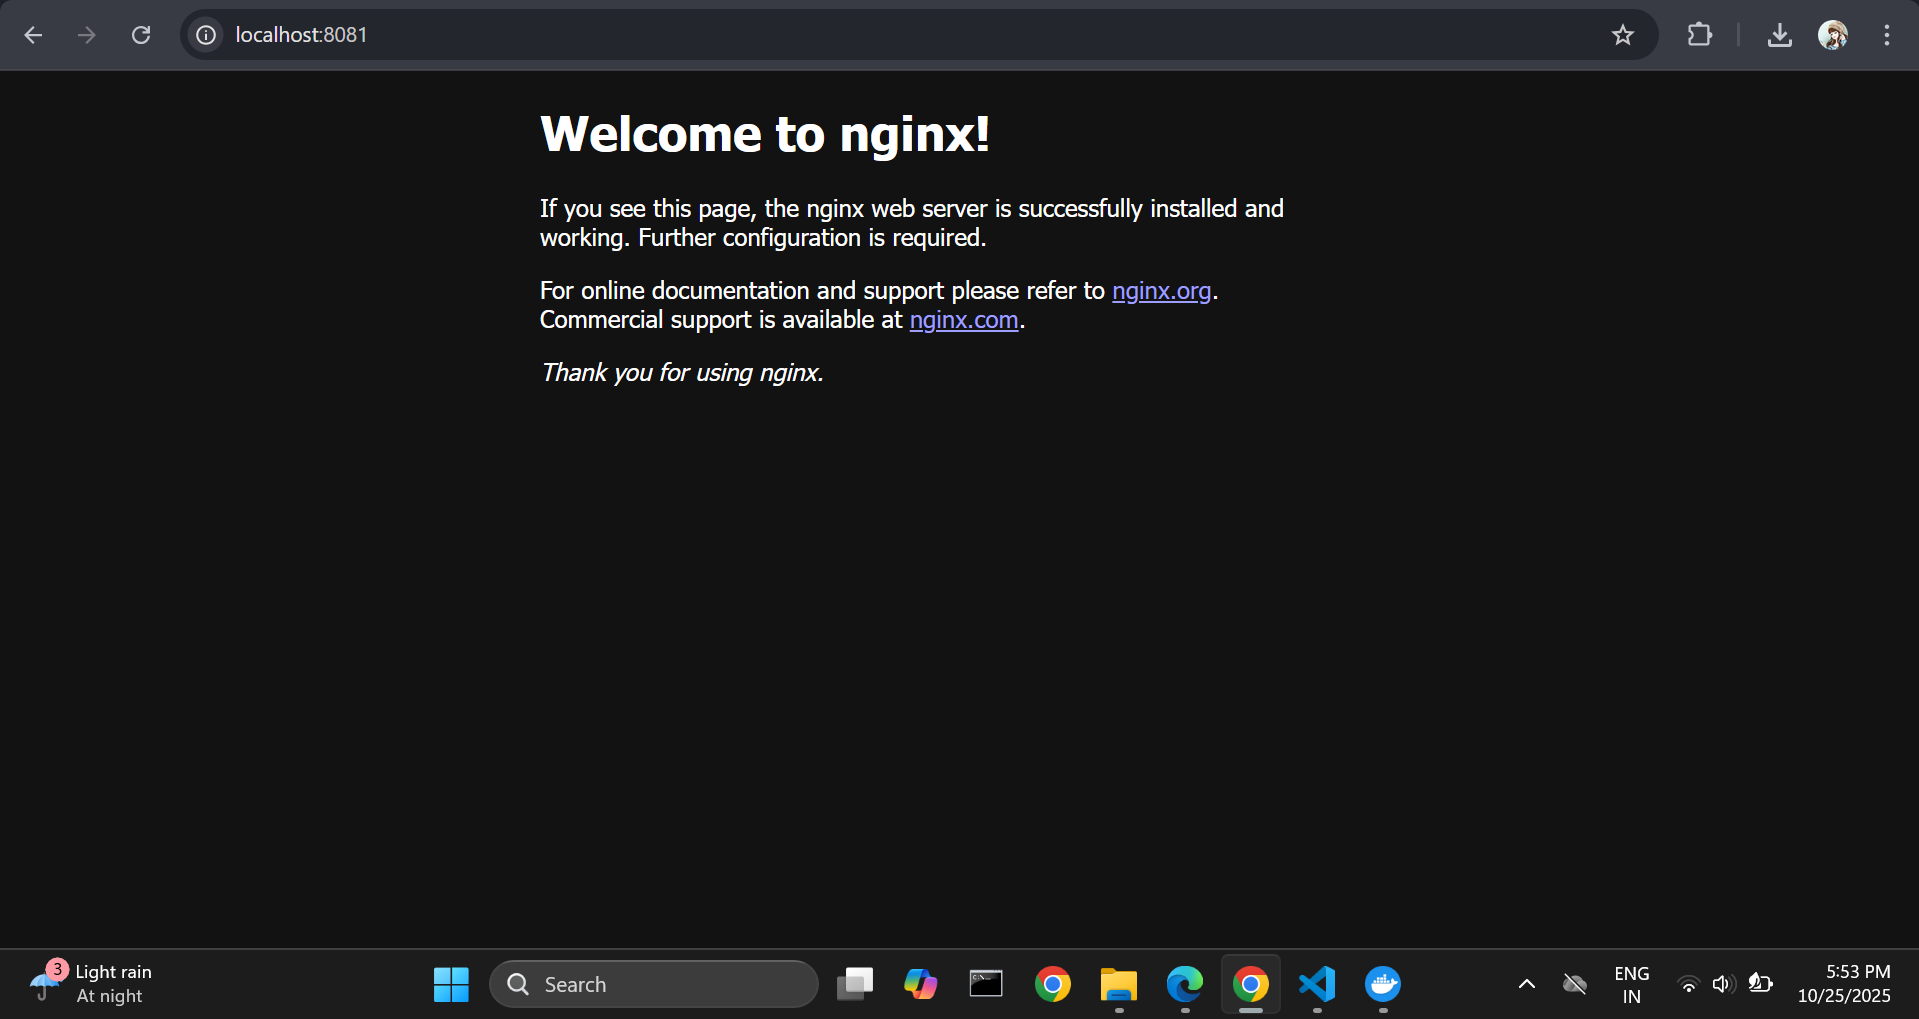 localhost:8081
Welcome to nginx!
If you see this page, the nginx web server is successfully installed and
working. Further configuration is required.
For online documentation and support please refer to nginx.org.
Commercial support is available at nginx.com.
Thank you for using nginx.
3
Light rain
At night
Search
ENG
IN
5:53 PM
10/25/2025